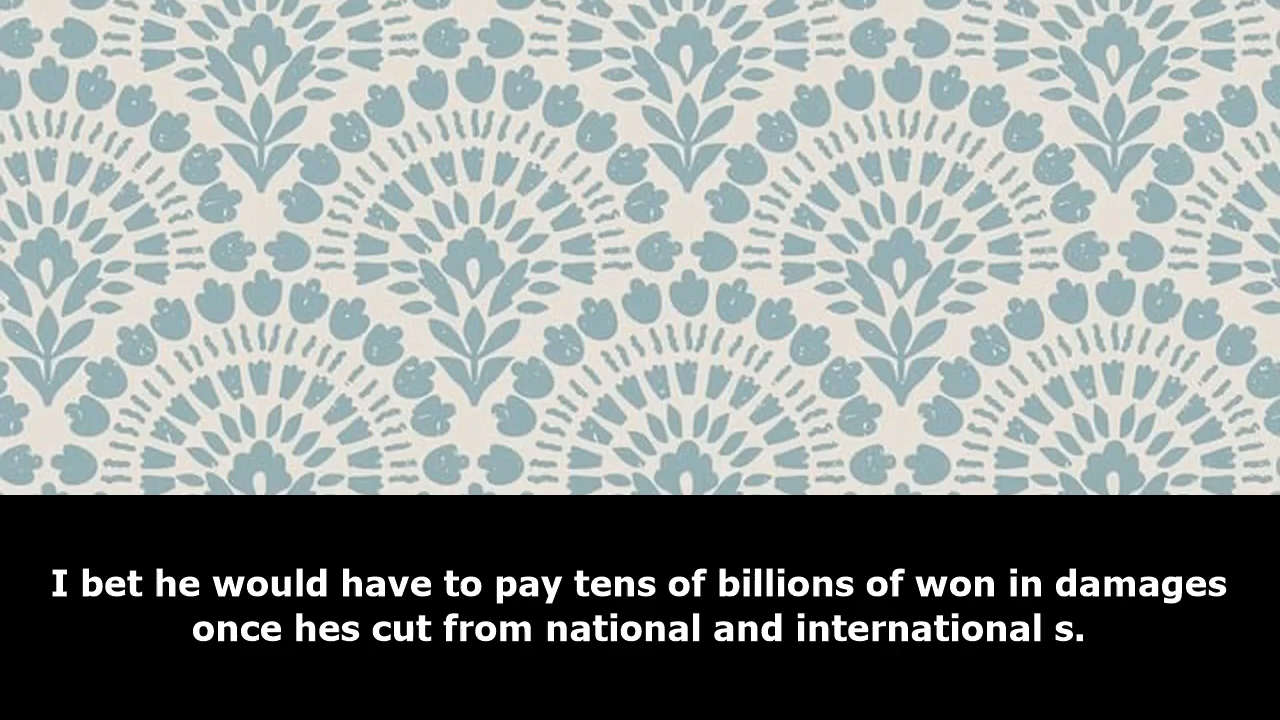 I bet he would have to pay tens of billions of won in damages
once hes cut from national and international s.